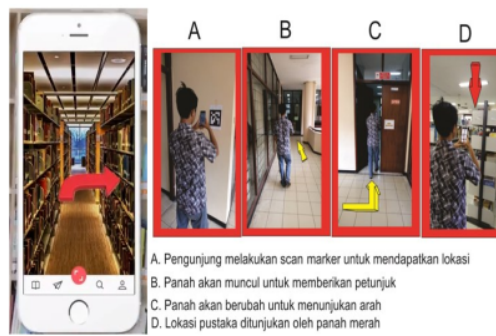 A B C D
A. Pengunjung melakukan scan marker untuk mendapatkan lokasi
B. Panah akan muncul untuk memberikan petunjuk
C. Panah akan berubah untuk menunjukan arah
D. Lokasi pustaka ditunjukan oleh panah merah